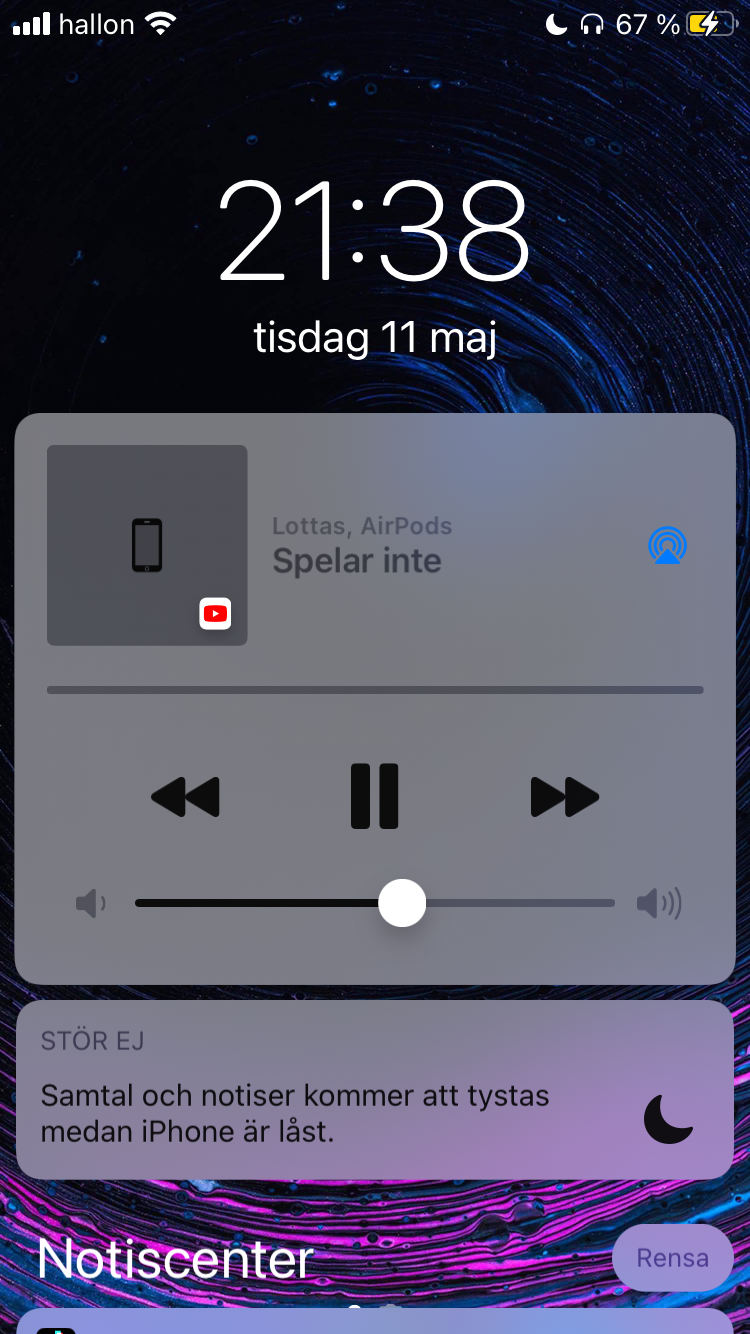 hallon 67 %
21:38
tisdag 11 maj
Lottas, AirPods
Spelar inte
STÖR EJ
Samtal och notiser kommer att tystas
medan iPhone är låst.
Notiscenter Rensa